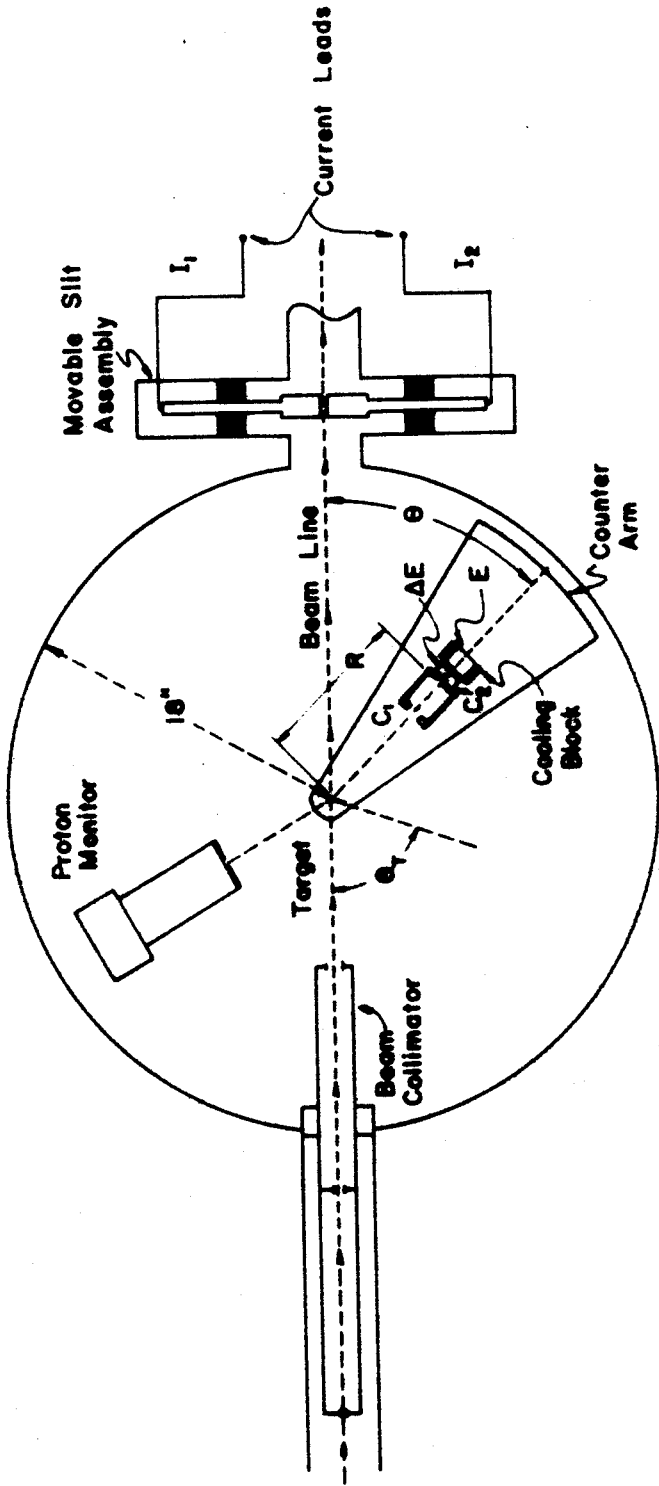 Movable Slit
Assembly
I₁
Current Leads
I₂
Proton
Monitor
18"
Beam Line
Target
θ_T
R
ΔE
E
θ
C₁
C₂
Cooling
Block
Counter
Arm
Beam
Collimator